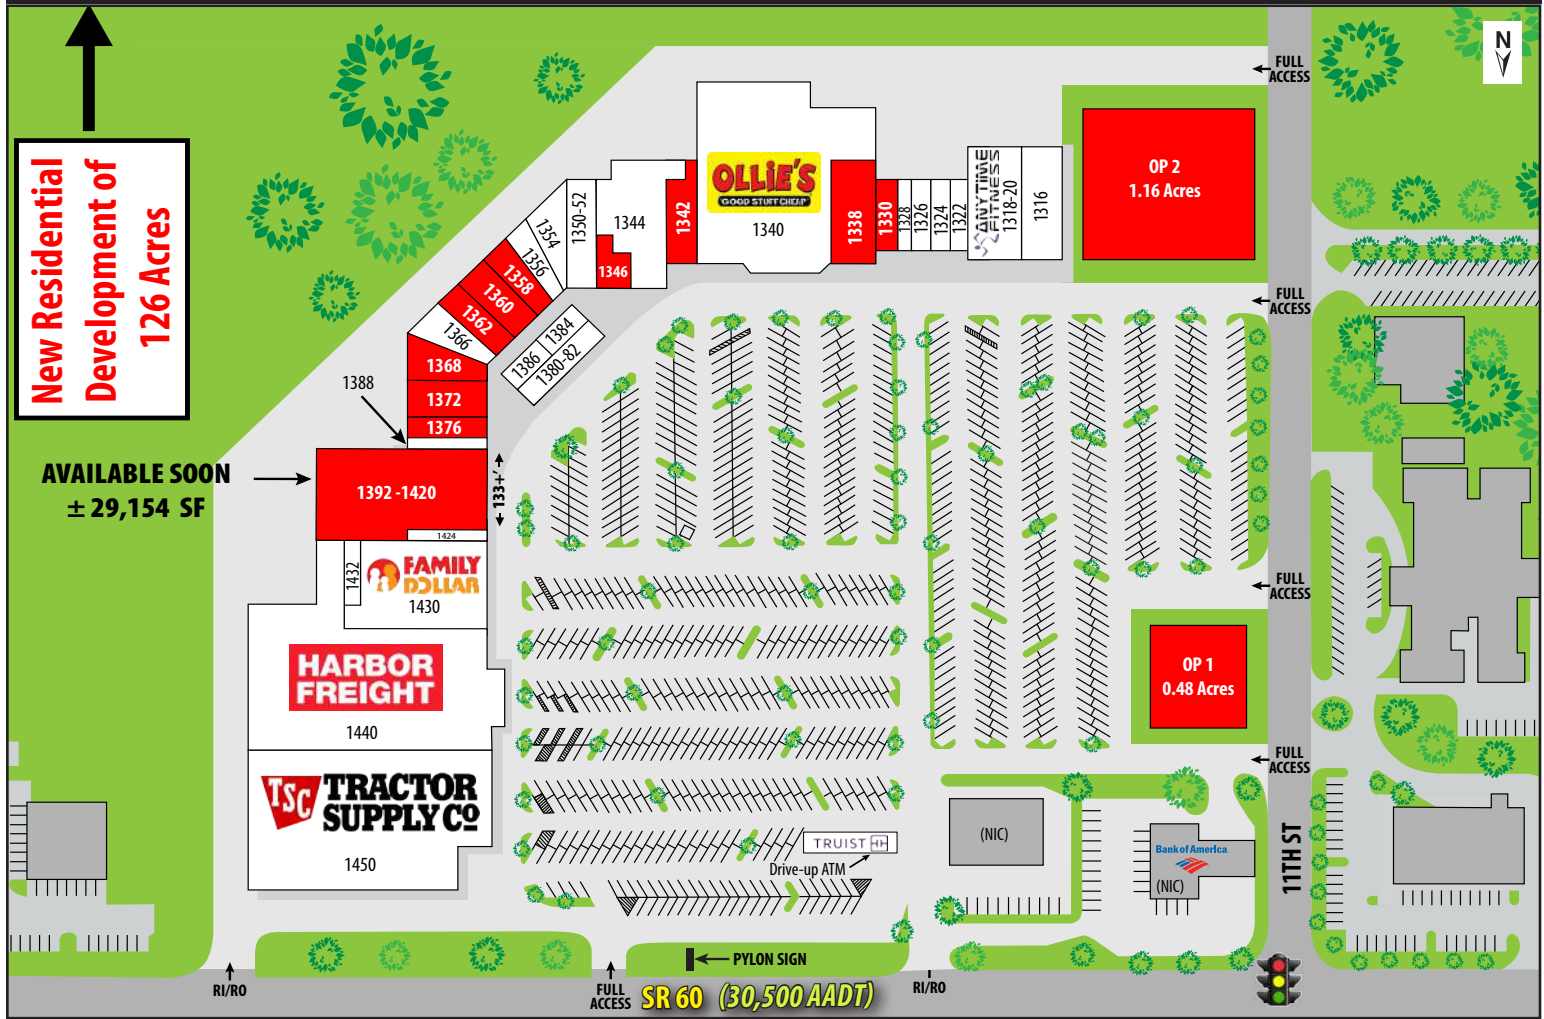 N
FULL
ACCESS
New Residential
Development of
126 Acres
OLLiE'S
GOOD STUFF CHEAP
1340
OP 2
1.16 Acres
1350-52
1344
1342
1338
1330
1328
1326
1324
1322
ANYTIME
FITNESS
1318-20
1316
1354
1356
1346
1358
1360
1362
1366
FULL
ACCESS
1384
1386
1380-82
1368
1388
1372
1376
AVAILABLE SOON
± 29,154 SF
1392 -1420
133+'
1424
1432
FAMILY
DOLLAR
1430
FULL
ACCESS
HARBOR
FREIGHT
1440
OP 1
0.48 Acres
FULL
ACCESS
TSC
TRACTOR
SUPPLY CO
1450
TRUIST
Drive-up ATM
(NIC)
Bank of America
(NIC)
11TH ST
PYLON SIGN
RI/RO
FULL
ACCESS
SR 60 (30,500 AADT)
RI/RO